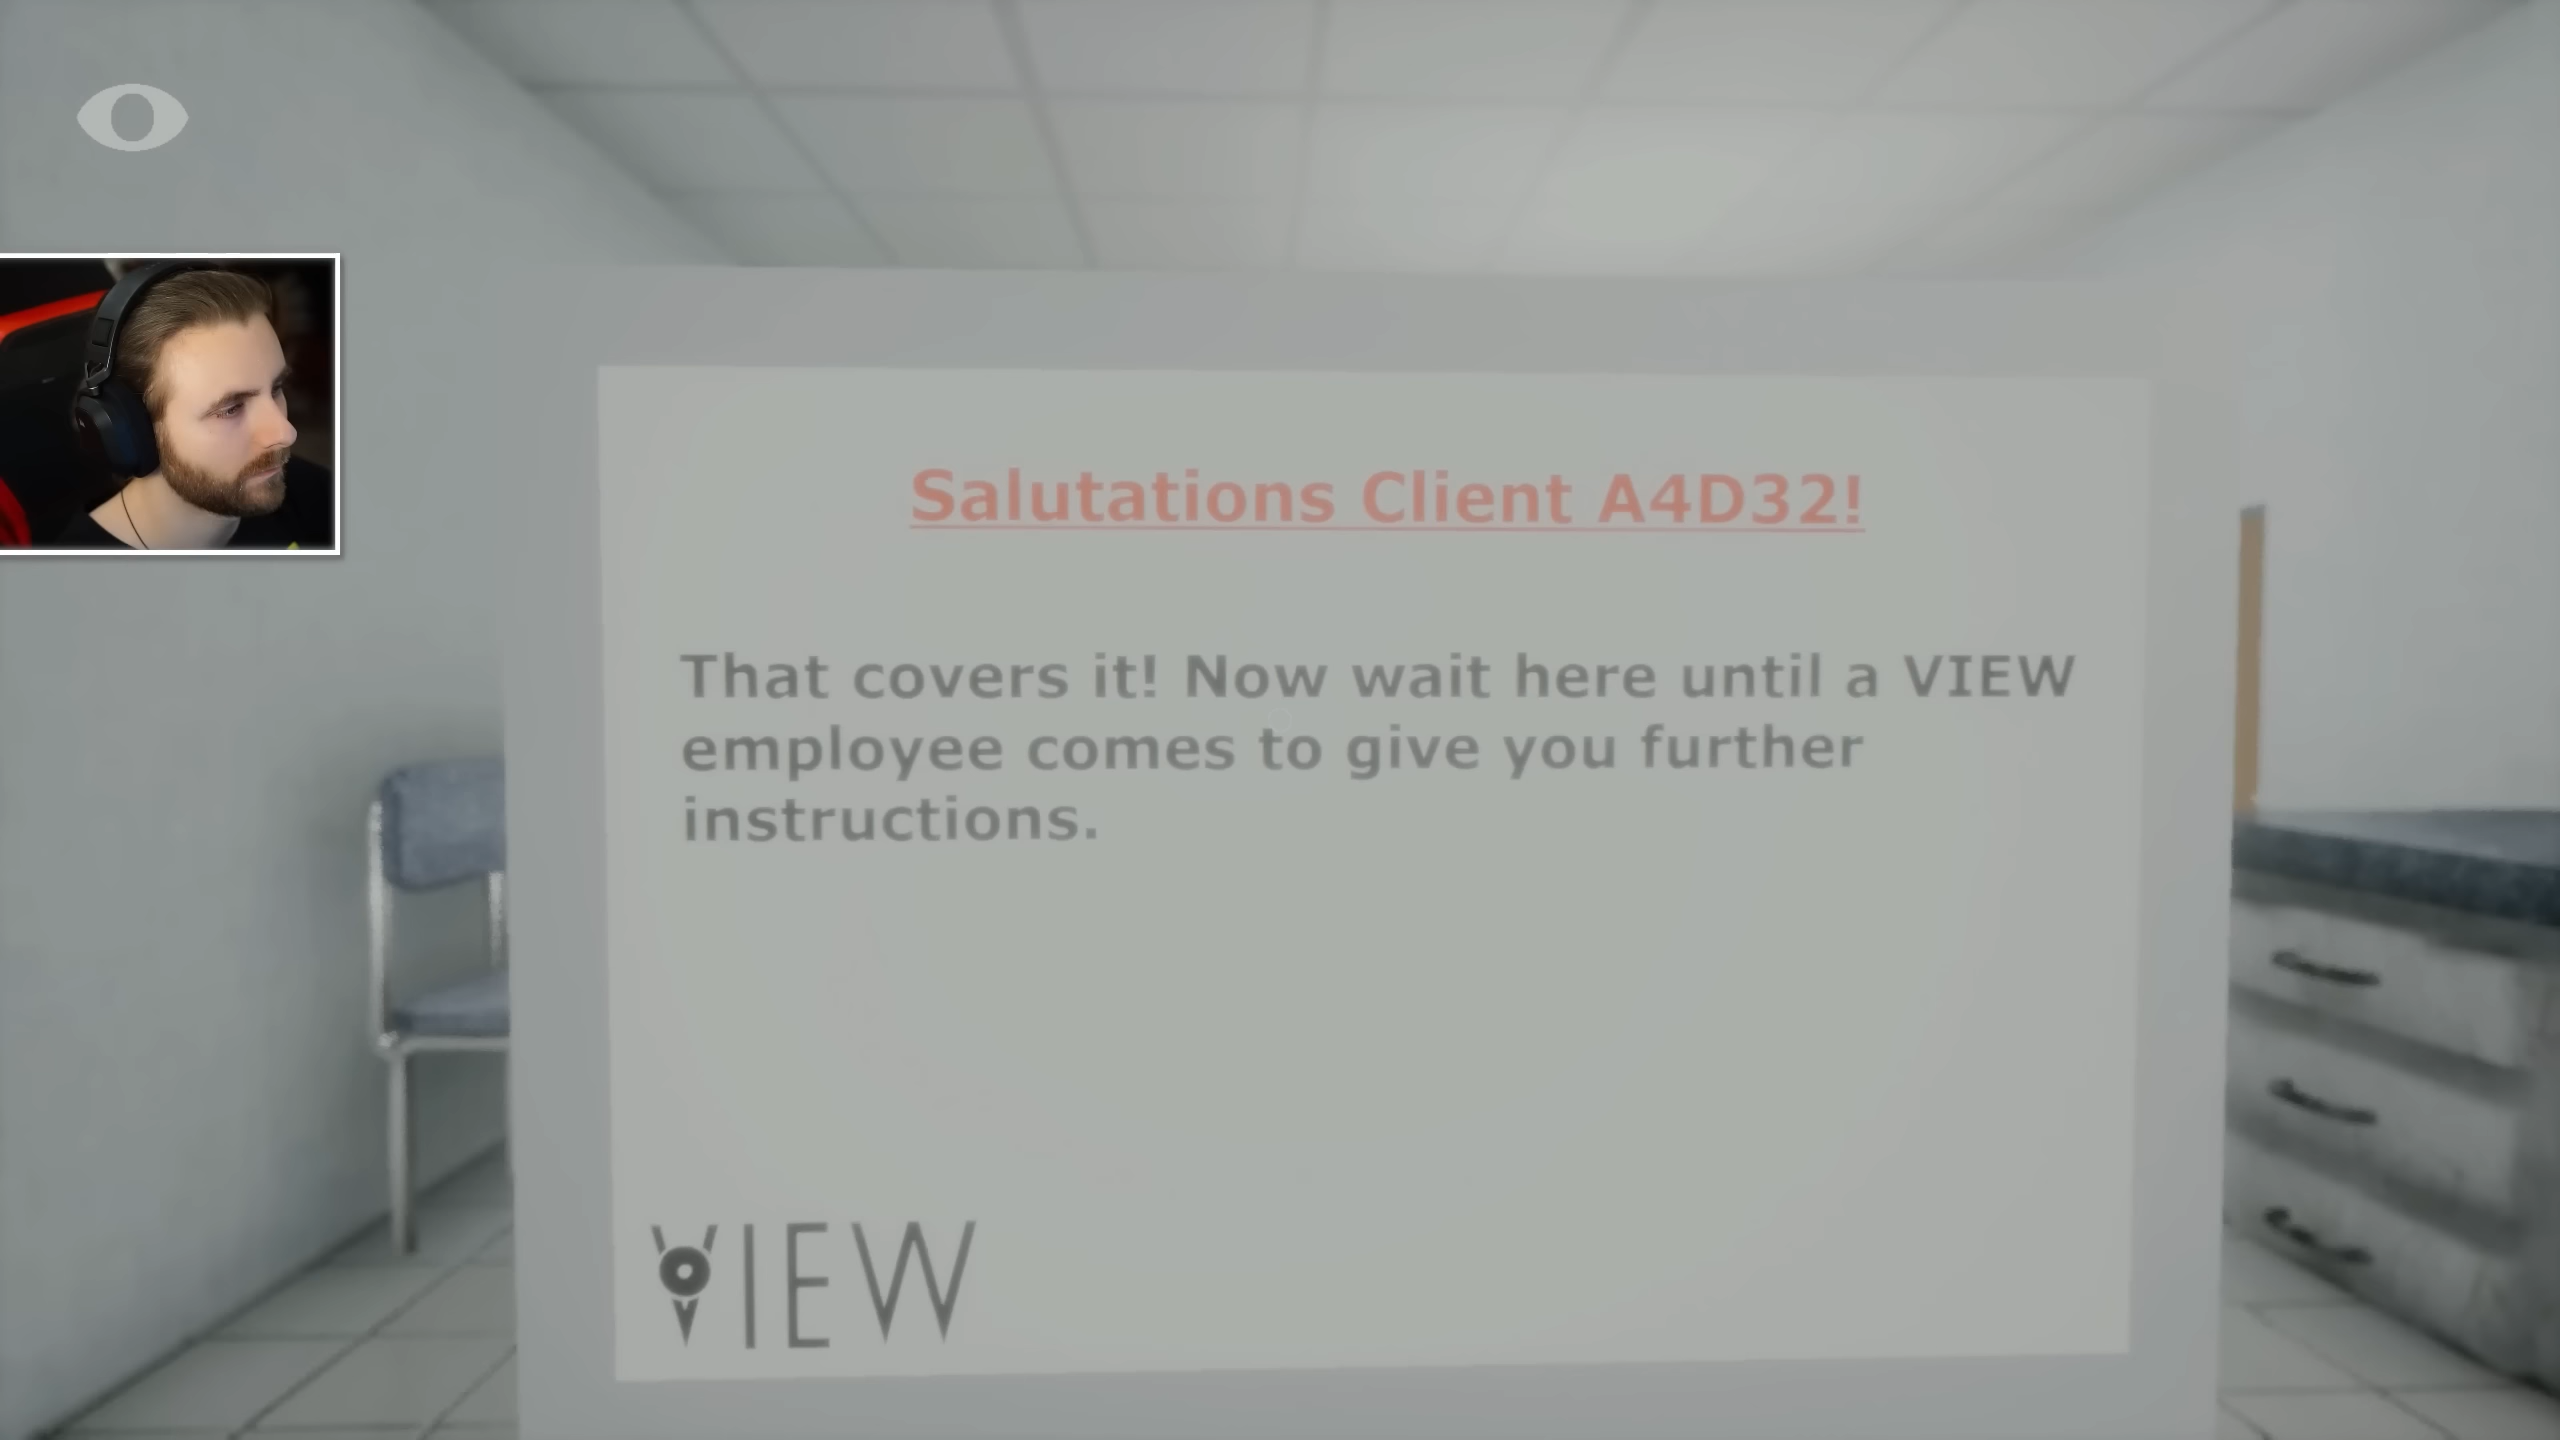 Salutations Client A4D32!
That covers it! Now wait here until a VIEW
employee comes to give you further
instructions.
VIEW